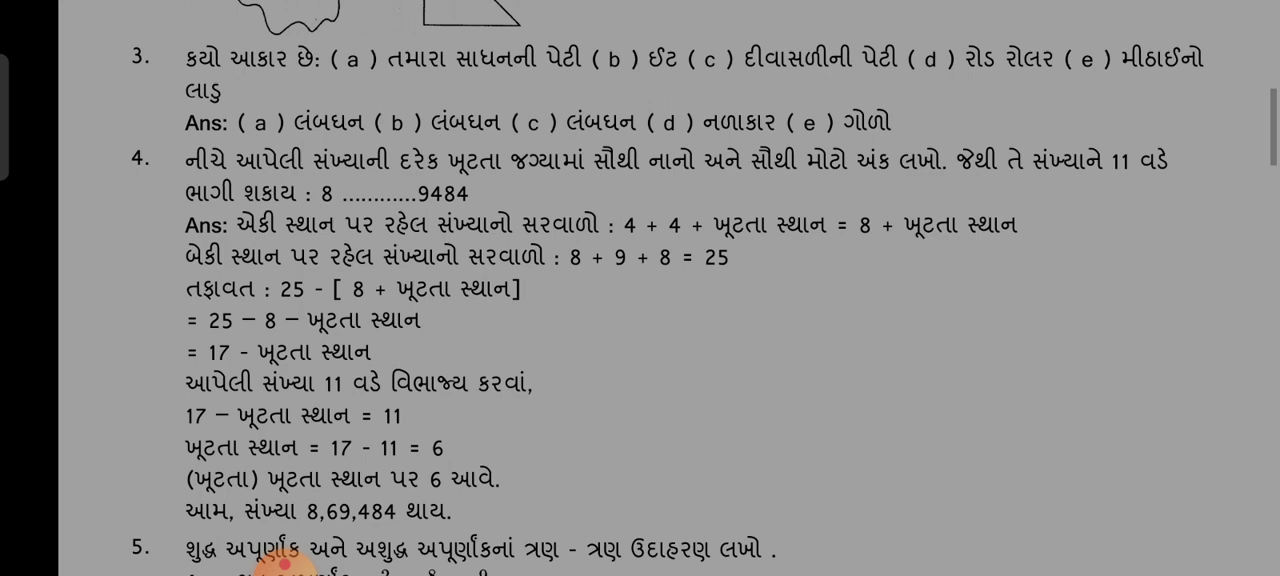 3. કયો આકાર છે: ( a ) તમારા સાધનની પેટી ( b ) ઈંટ ( c ) દીવાસળીની પેટી ( d ) રોડ રોલર ( e ) મીઠાઈનો
લાડુ
Ans: ( a ) લંબઘન ( b ) લંબઘન ( c ) લંબઘન ( d ) નળાકાર ( e ) ગોળો
4. નીચે આપેલી સંખ્યાની દરેક ખૂટતા જગ્યામાં સૌથી નાનો અને સૌથી મોટો અંક લખો. જેથી તે સંખ્યાને 11 વડે
ભાગી શકાય : 8 ............9484
Ans: એકી સ્થાન પર રહેલ સંખ્યાનો સરવાળો : 4 + 4 + ખૂટતા સ્થાન = 8 + ખૂટતા સ્થાન
બેકી સ્થાન પર રહેલ સંખ્યાનો સરવાળો : 8 + 9 + 8 = 25
તફાવત : 25 - [ 8 + ખૂટતા સ્થાન]
= 25 – 8 – ખૂટતા સ્થાન
= 17 - ખૂટતા સ્થાન
આપેલી સંખ્યા 11 વડે વિભાજ્ય કરવાં,
17 – ખૂટતા સ્થાન = 11
ખૂટતા સ્થાન = 17 - 11 = 6
(ખૂટતા) ખૂટતા સ્થાન પર 6 આવે.
આમ, સંખ્યા 8,69,484 થાય.
5. શુદ્ધ અપૂર્ણાંક અને અશુદ્ધ અપૂર્ણાંકનાં ત્રણ - ત્રણ ઉદાહરણ લખો .